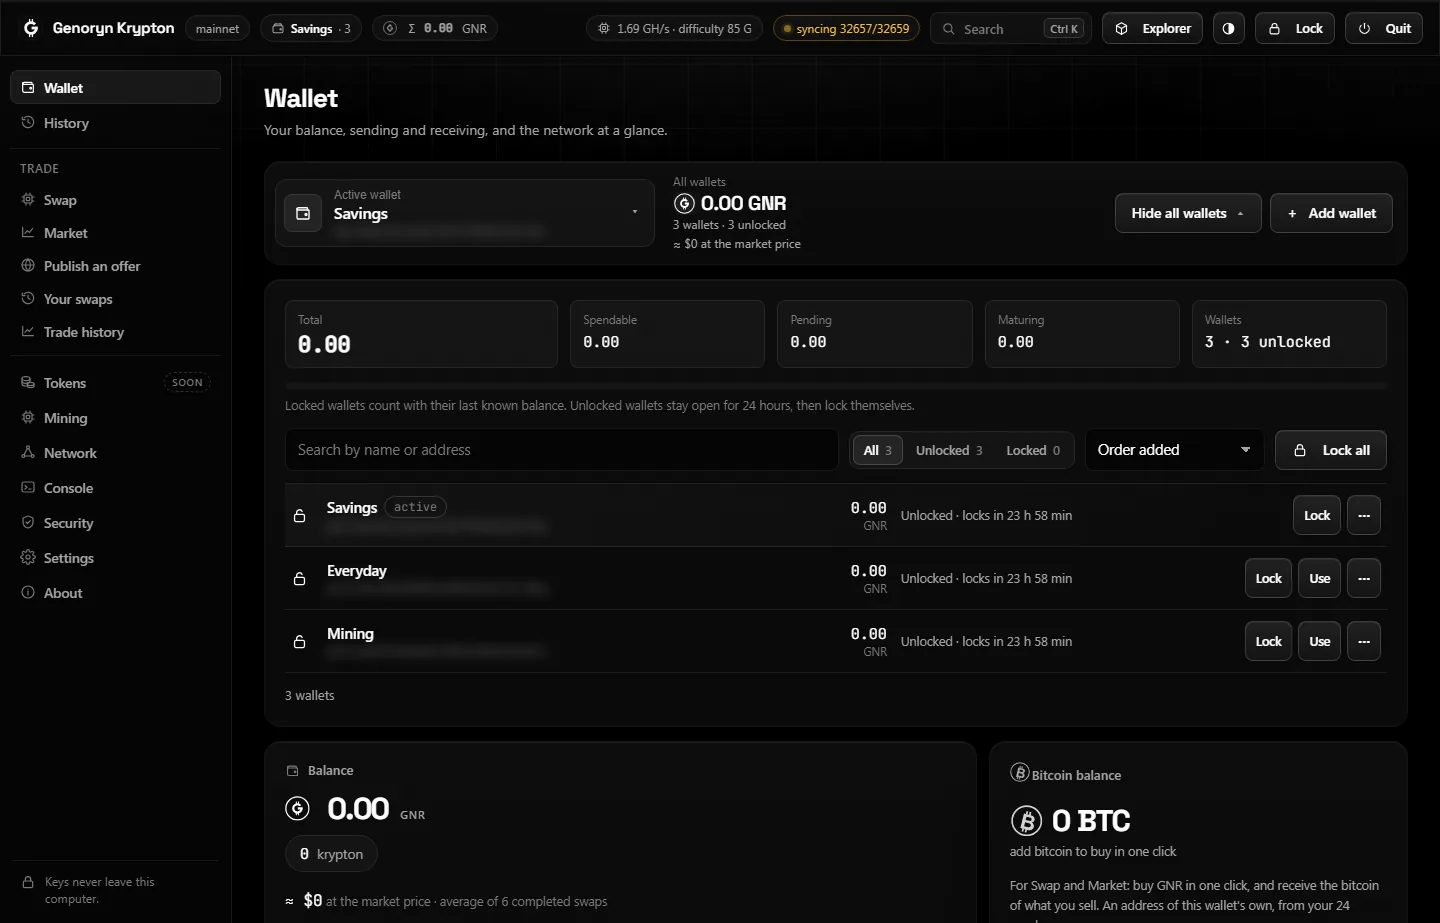 Genoryn Krypton
mainnet
Savings · 3
Σ 0.00 GNR
1.69 GH/s · difficulty 85 G
syncing 32657/32659
Search Ctrl K
Explorer
Lock
Quit
Wallet
History
TRADE
Swap
Market
Publish an offer
Your swaps
Trade history
Tokens SOON
Mining
Network
Console
Security
Settings
About
Keys never leave this
computer.
Wallet
Your balance, sending and receiving, and the network at a glance.
Active wallet
Savings
All wallets
0.00 GNR
3 wallets · 3 unlocked
≈ $0 at the market price
Hide all wallets
+ Add wallet
Total
0.00
Spendable
0.00
Pending
0.00
Maturing
0.00
Wallets
3 · 3 unlocked
Locked wallets count with their last known balance. Unlocked wallets stay open for 24 hours, then lock themselves.
Search by name or address
All 3
Unlocked 3
Locked 0
Order added
Lock all
Savings active
0.00
GNR
Unlocked · locks in 23 h 58 min
Lock
---
Everyday
0.00
GNR
Unlocked · locks in 23 h 58 min
Lock
Use
---
Mining
0.00
GNR
Unlocked · locks in 23 h 58 min
Lock
Use
---
3 wallets
Balance
0.00 GNR
0 krypton
≈ $0 at the market price · average of 6 completed swaps
Bitcoin balance
0 BTC
add bitcoin to buy in one click
For Swap and Market: buy GNR in one click, and receive the bitcoin
of what you sell. An address of this wallet's own, from your 24